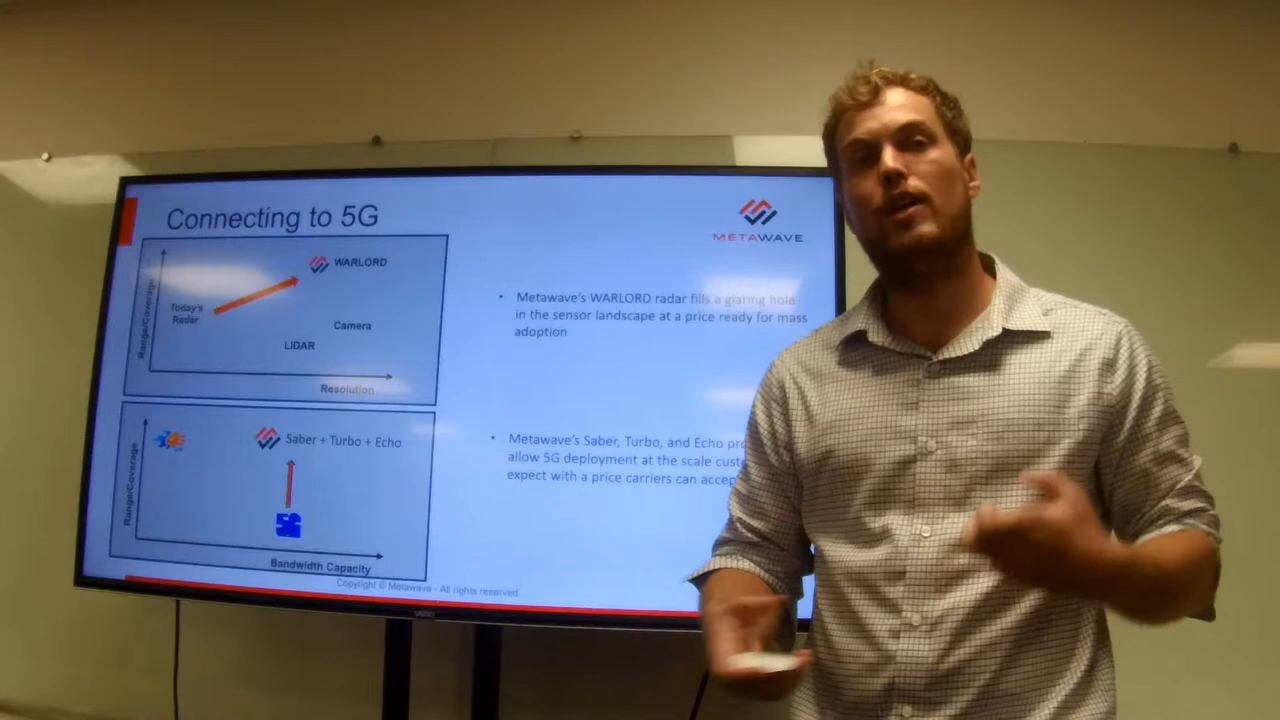 Connecting to 5G
METAWAVE
Range/Coverage
WARLORD
Today's
Radar
Camera
LIDAR
Resolution
• Metawave's WARLORD radar fills a glaring hole
in the sensor landscape at a price ready for mass
adoption
Range/Coverage
4G
Saber + Turbo + Echo
5G
Bandwidth Capacity
• Metawave's Saber, Turbo, and Echo
allow 5G deployment at the scale
expect with a price carriers can
Copyright © Metawave - All rights reserved